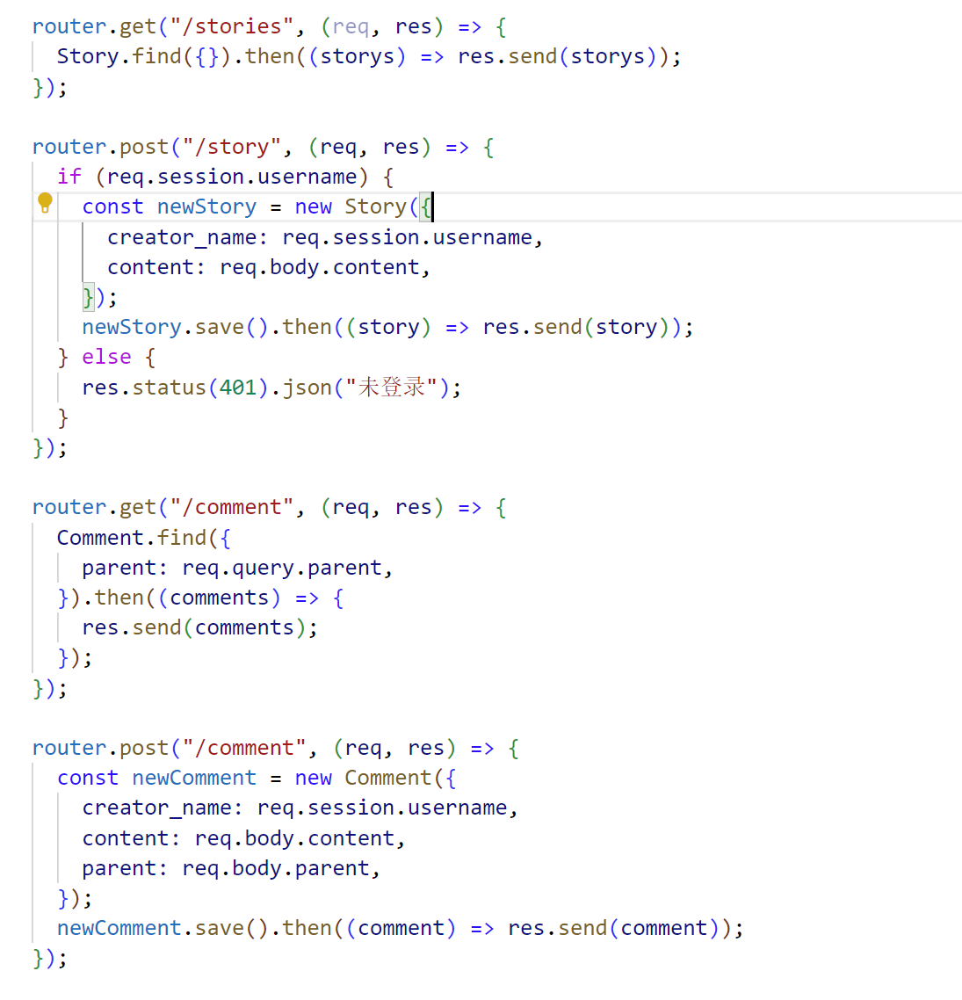 router.get("/stories", (req, res) => {
  Story.find({}).then((storys) => res.send(storys));
});

router.post("/story", (req, res) => {
  if (req.session.username) {
    const newStory = new Story({
      creator_name: req.session.username,
      content: req.body.content,
    });
    newStory.save().then((story) => res.send(story));
  } else {
    res.status(401).json("未登录");
  }
});

router.get("/comment", (req, res) => {
  Comment.find({
    parent: req.query.parent,
  }).then((comments) => {
    res.send(comments);
  });
});

router.post("/comment", (req, res) => {
  const newComment = new Comment({
    creator_name: req.session.username,
    content: req.body.content,
    parent: req.body.parent,
  });
  newComment.save().then((comment) => res.send(comment));
});